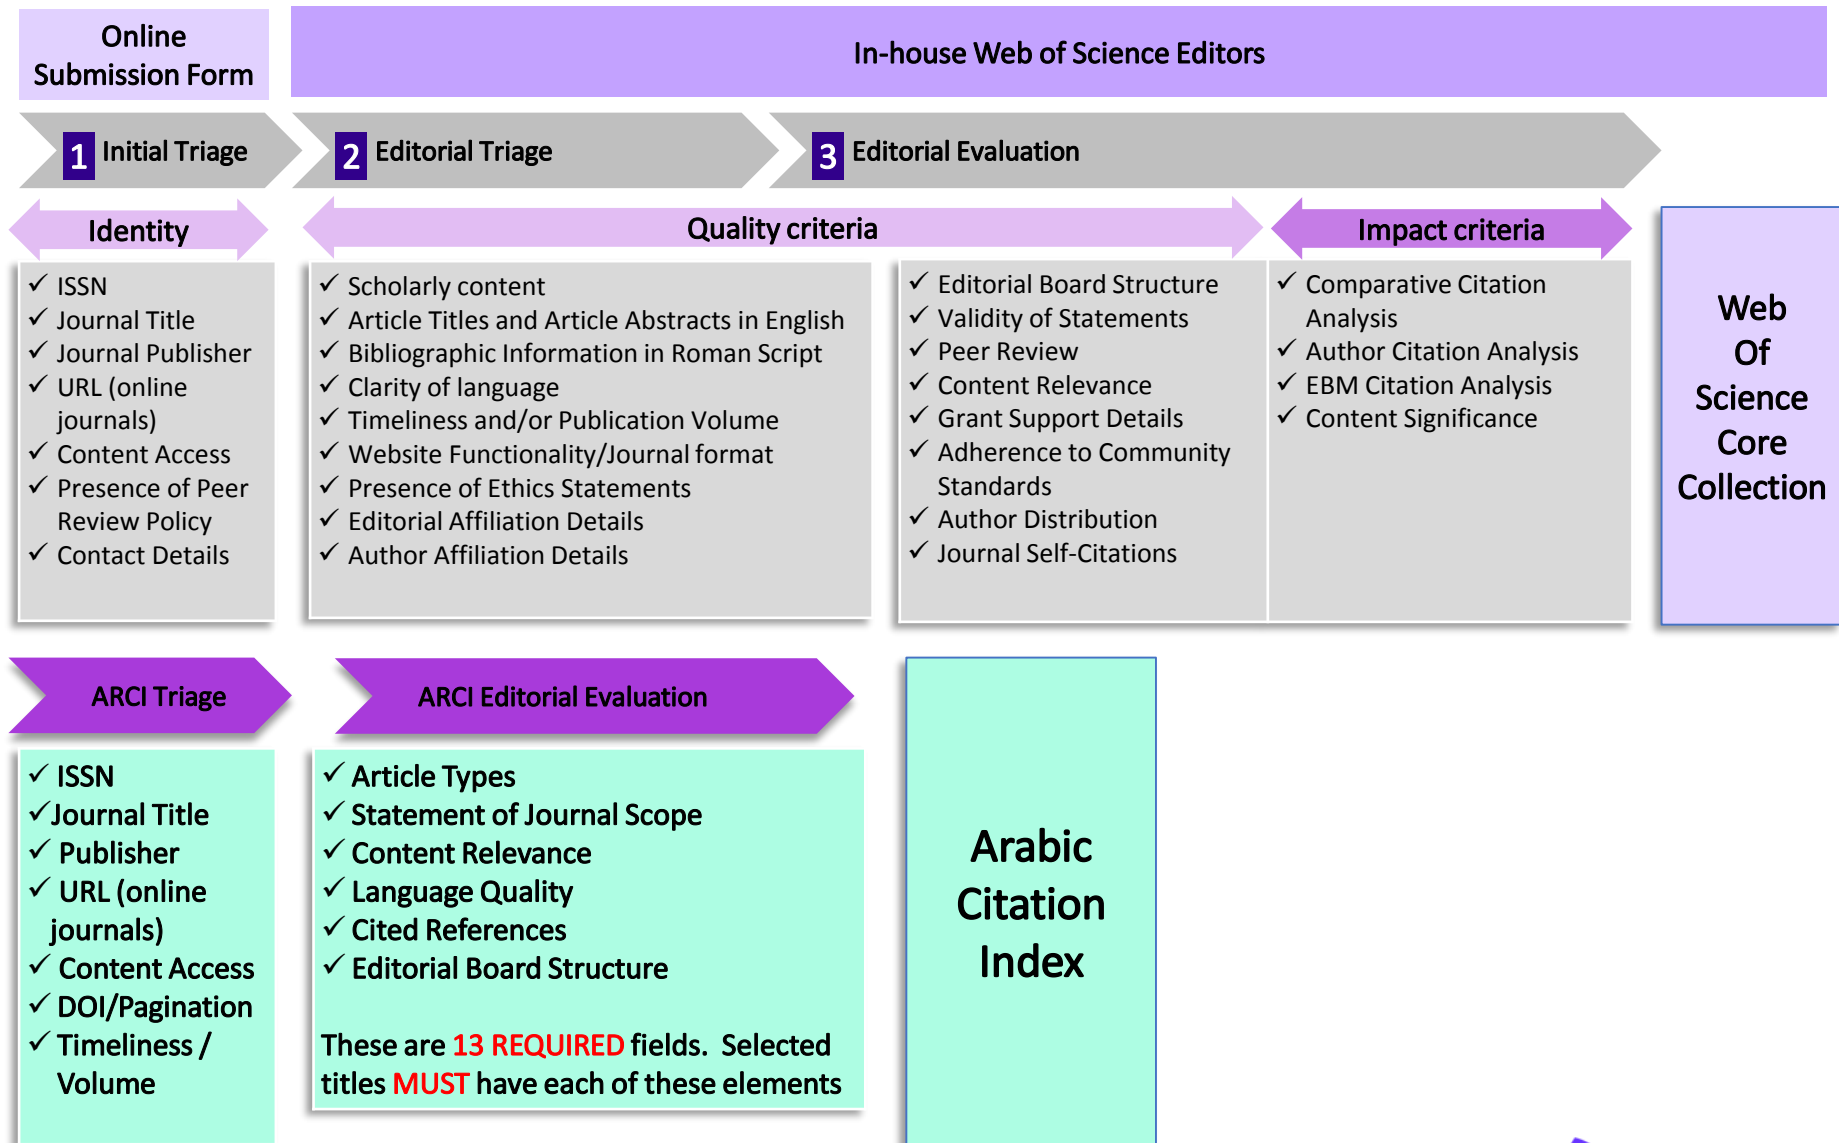 Online
Submission Form
In-house Web of Science Editors
1 Initial Triage
2 Editorial Triage
3 Editorial Evaluation
Identity
Quality criteria
Impact criteria
✓ ISSN
✓ Journal Title
✓ Journal Publisher
✓ URL (online
journals)
✓ Content Access
✓ Presence of Peer
Review Policy
✓ Contact Details
✓ Scholarly content
✓ Article Titles and Article Abstracts in English
✓ Bibliographic Information in Roman Script
✓ Clarity of language
✓ Timeliness and/or Publication Volume
✓ Website Functionality/Journal format
✓ Presence of Ethics Statements
✓ Editorial Affiliation Details
✓ Author Affiliation Details
✓ Editorial Board Structure
✓ Validity of Statements
✓ Peer Review
✓ Content Relevance
✓ Grant Support Details
✓ Adherence to Community
Standards
✓ Author Distribution
✓ Journal Self-Citations
✓ Comparative Citation
Analysis
✓ Author Citation Analysis
✓ EBM Citation Analysis
✓ Content Significance
Web
Of
Science
Core
Collection
ARCI Triage
ARCI Editorial Evaluation
✓ ISSN
✓Journal Title
✓ Publisher
✓ URL (online
journals)
✓ Content Access
✓ DOI/Pagination
✓ Timeliness /
Volume
✓ Article Types
✓ Statement of Journal Scope
✓ Content Relevance
✓ Language Quality
✓ Cited References
✓ Editorial Board Structure
These are 13 REQUIRED fields. Selected
titles MUST have each of these elements
Arabic
Citation
Index